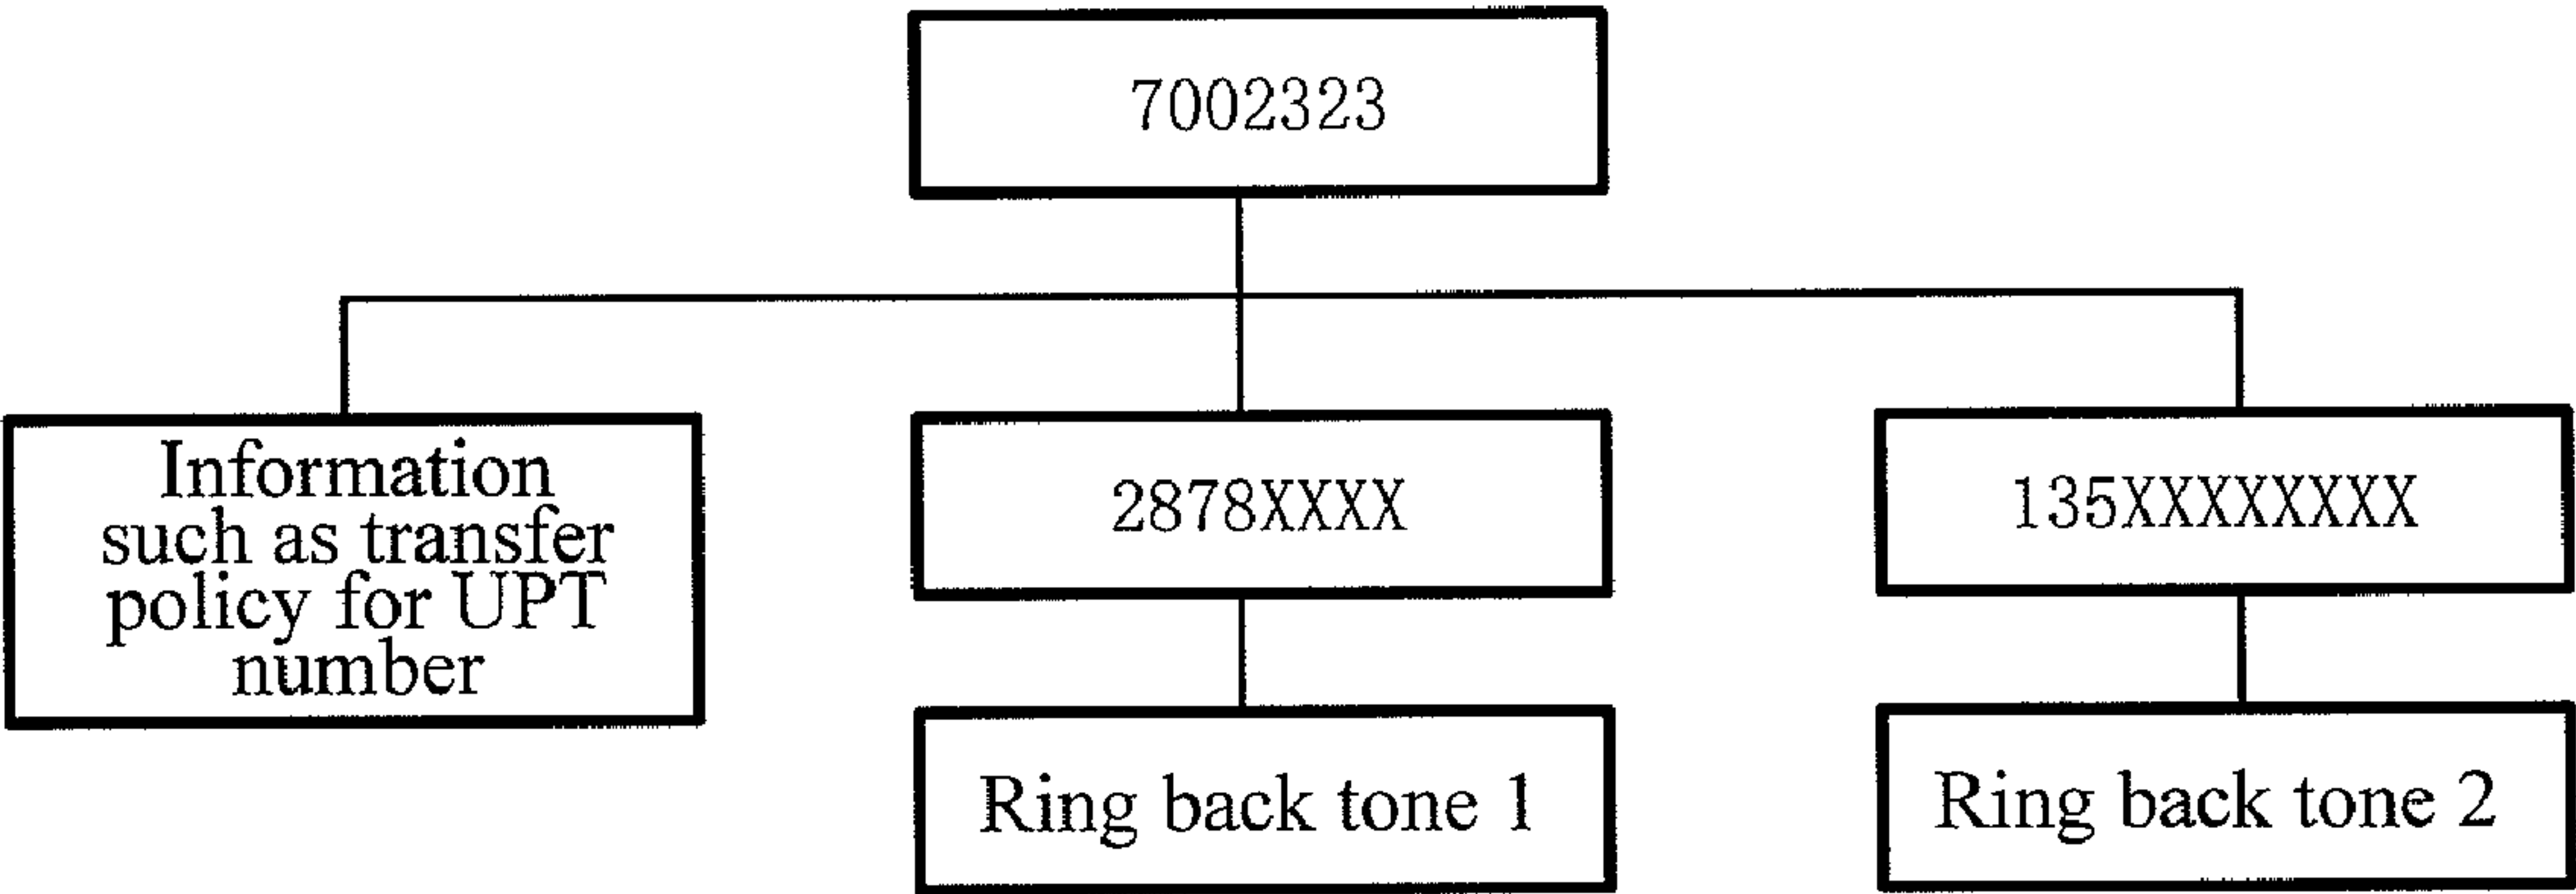 7002323
Information
such as transfer
policy for UPT
number
2878XXXX
135XXXXXXXX
Ring back tone 1
Ring back tone 2